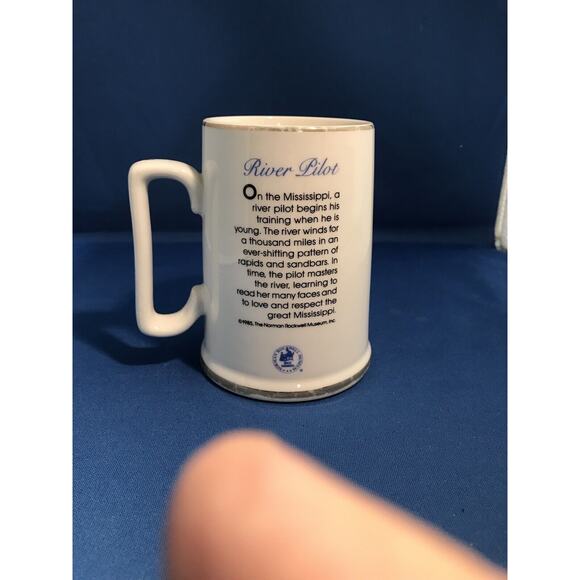 River Pilot
On the Mississippi, a
river pilot begins his
training when he is
young. The river winds for
a thousand miles in an
ever-shifting pattern of
rapids and sandbars. In
time, the pilot masters
the river, learning to
read her many faces and
to love and respect the
great Mississippi.
©1985, The Norman Rockwell Museum, Inc.